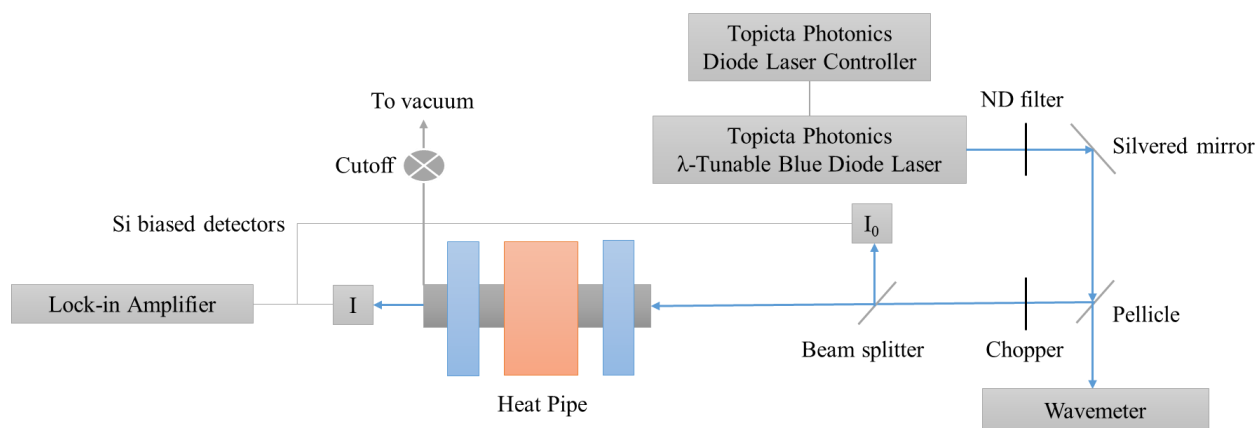 Topicta Photonics
Diode Laser Controller
To vacuum
ND filter
Topicta Photonics
λ-Tunable Blue Diode Laser
Silvered mirror
Cutoff
Si biased detectors
I₀
Lock-in Amplifier
I
Pellicle
Beam splitter
Chopper
Heat Pipe
Wavemeter